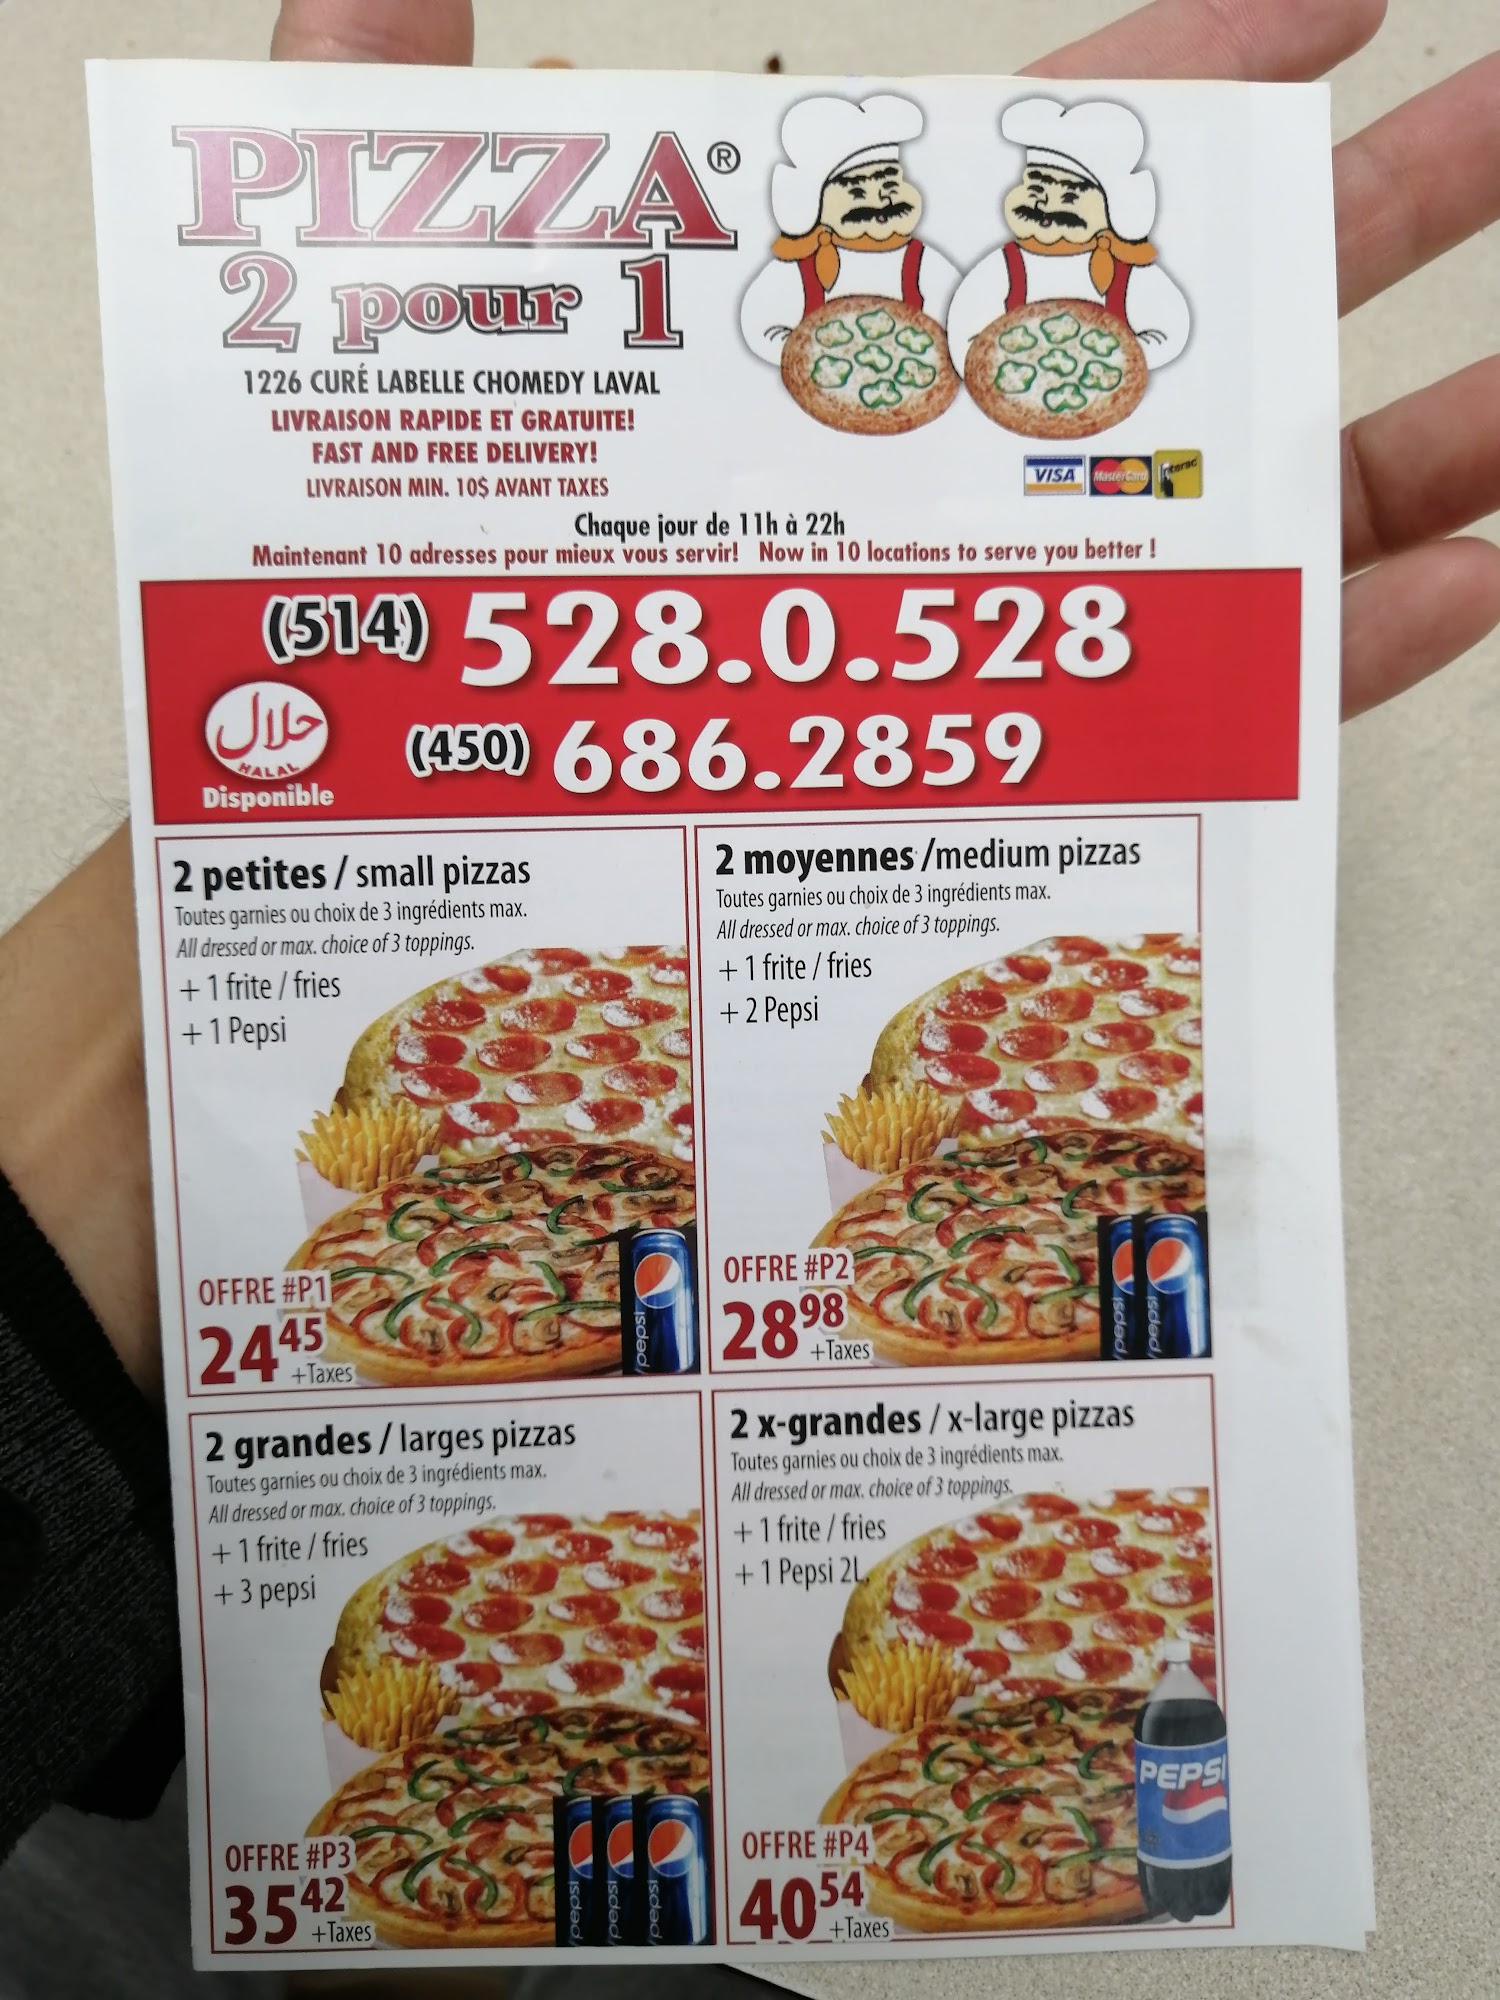 PIZZA®
2 pour 1
1226 CURÉ LABELLE CHOMEDY LAVAL
LIVRAISON RAPIDE ET GRATUITE!
FAST AND FREE DELIVERY!
LIVRAISON MIN. 10$ AVANT TAXES
VISA MasterCard Interac
Chaque jour de 11h à 22h
Maintenant 10 adresses pour mieux vous servir! Now in 10 locations to serve you better !
(514) 528.0.528
(450) 686.2859
حلال
HALAL
Disponible
2 petites / small pizzas
Toutes garnies ou choix de 3 ingrédients max.
All dressed or max. choice of 3 toppings.
+ 1 frite / fries
+ 1 Pepsi
OFFRE #P1
24 45
+Taxes
pepsi
2 moyennes /medium pizzas
Toutes garnies ou choix de 3 ingrédients max.
All dressed or max. choice of 3 toppings.
+ 1 frite / fries
+ 2 Pepsi
OFFRE #P2
28 98
+Taxes
pepsi pepsi
2 grandes / larges pizzas
Toutes garnies ou choix de 3 ingrédients max.
All dressed or max. choice of 3 toppings.
+ 1 frite / fries
+ 3 pepsi
OFFRE #P3
35 42
+Taxes
pepsi pepsi pepsi
2 x-grandes / x-large pizzas
Toutes garnies ou choix de 3 ingrédients max.
All dressed or max. choice of 3 toppings.
+ 1 frite / fries
+ 1 Pepsi 2L
PEPSI
OFFRE #P4
40 54
+Taxes